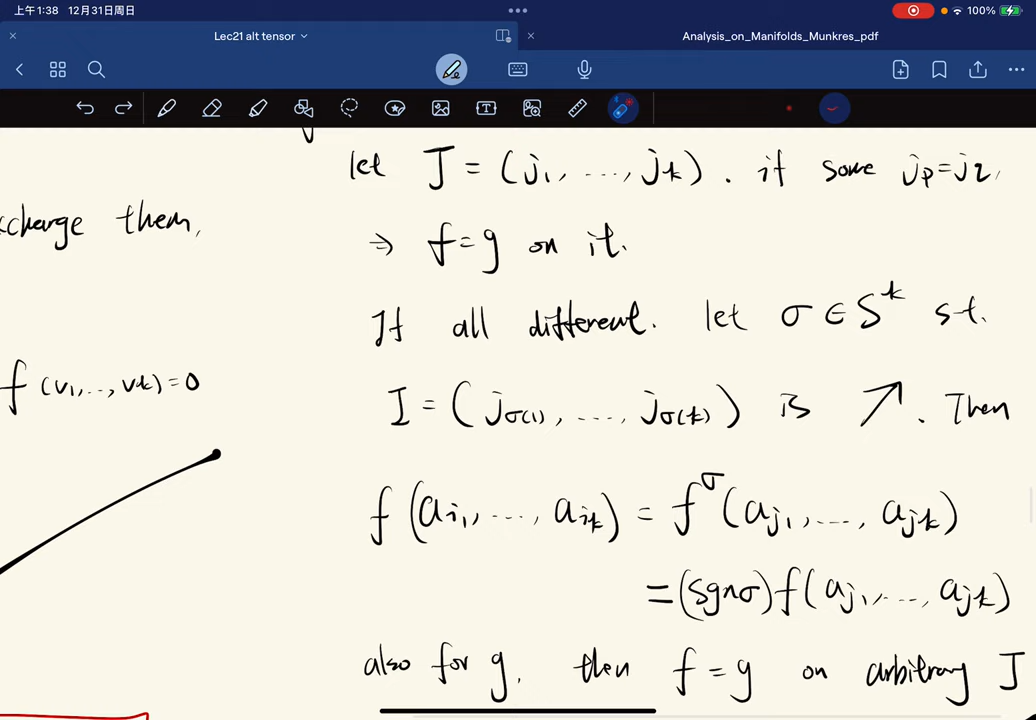 上午1:38 12月31日周日
100%
Lec21 alt tensor
Analysis_on_Manifolds_Munkres_pdf
let J = (j1, ..., jk). if some jp=jq,
xchange them,
⇒ f=g on it.
If all different. let σ ∈ S^k s.t.
f (v1, .., vk) = 0
I = (jσ(1), ..., jσ(k)) is ↗. Then
f (ai1, ..., aik) = f^σ (aj1, ..., ajk)
= (sgnσ) f(aj1, ..., ajk)
also for g, then f = g on arbitrary J